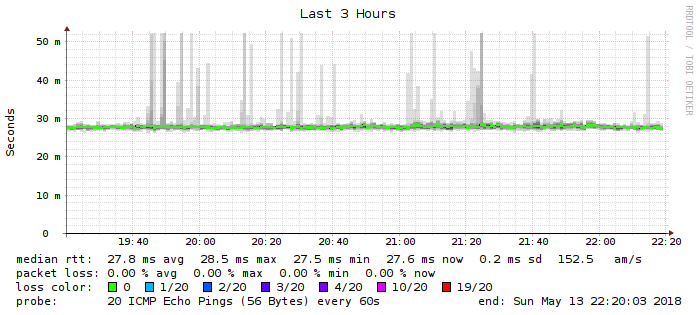 Last 3 Hours
RRDTOOL / TOBI OETIKER
Seconds
50 m
40 m
30 m
20 m
10 m
0
19:40 20:00 20:20 20:40 21:00 21:20 21:40 22:00 22:20
median rtt: 27.8 ms avg 28.5 ms max 27.5 ms min 27.6 ms now 0.2 ms sd 152.5 am/s
packet loss: 0.00 % avg 0.00 % max 0.00 % min 0.00 % now
loss color: 0 1/20 2/20 3/20 4/20 10/20 19/20
probe: 20 ICMP Echo Pings (56 Bytes) every 60s end: Sun May 13 22:20:03 2018